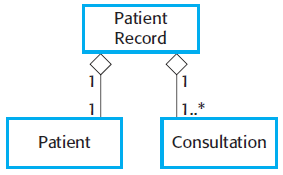 Patient
Record
1 1
1 1..*
Patient Consultation